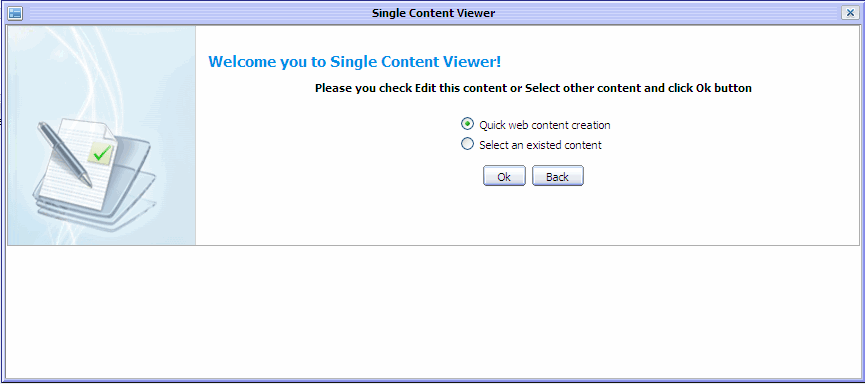 Single Content Viewer
Welcome you to Single Content Viewer!
Please you check Edit this content or Select other content and click Ok button
Quick web content creation
Select an existed content
Ok Back